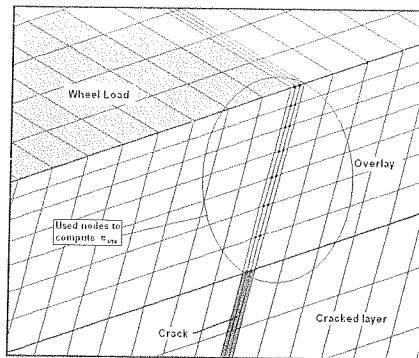 Wheel Load
Overlay
Used nodes to
compute
Crack
Cracked layer